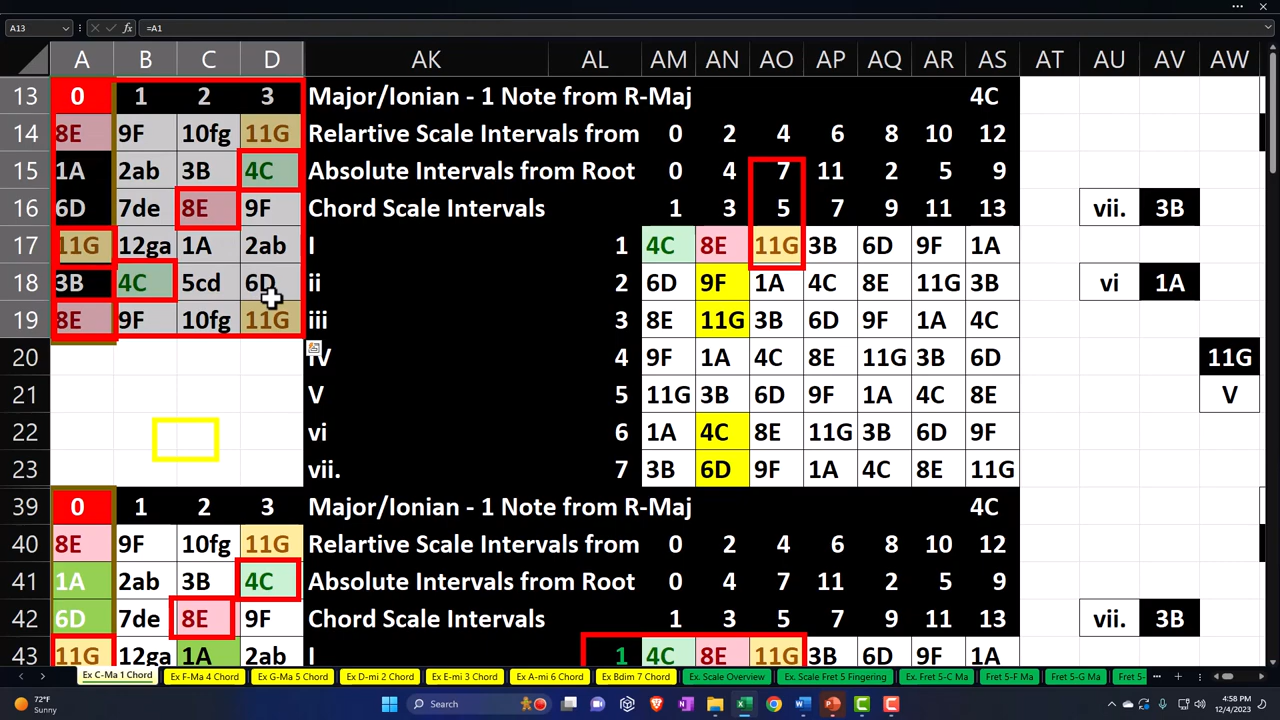 A13 fx =A1
A B C D AK AL AM AN AO AP AQ AR AS AT AU AV AW
13 0 1 2 3 Major/Ionian - 1 Note from R-Maj 4C
14 8E 9F 10fg 11G Relartive Scale Intervals from 0 2 4 6 8 10 12
15 1A 2ab 3B 4C Absolute Intervals from Root 0 4 7 11 2 5 9
16 6D 7de 8E 9F Chord Scale Intervals 1 3 5 7 9 11 13 vii. 3B
17 11G 12ga 1A 2ab I 1 4C 8E 11G 3B 6D 9F 1A
18 3B 4C 5cd 6D ii 2 6D 9F 1A 4C 8E 11G 3B vi 1A
19 8E 9F 10fg 11G iii 3 8E 11G 3B 6D 9F 1A 4C
20 IV 4 9F 1A 4C 8E 11G 3B 6D 11G
21 V 5 11G 3B 6D 9F 1A 4C 8E V
22 vi 6 1A 4C 8E 11G 3B 6D 9F
23 vii. 7 3B 6D 9F 1A 4C 8E 11G
39 0 1 2 3 Major/Ionian - 1 Note from R-Maj 4C
40 8E 9F 10fg 11G Relartive Scale Intervals from 0 2 4 6 8 10 12
41 1A 2ab 3B 4C Absolute Intervals from Root 0 4 7 11 2 5 9
42 6D 7de 8E 9F Chord Scale Intervals 1 3 5 7 9 11 13 vii. 3B
43 11G 12ga 1A 2ab I 1 4C 8E 11G 3B 6D 9F 1A
Ex C-Ma 1 Chord Ex F-Ma 4 Chord Ex G-Ma 5 Chord Ex D-mi 2 Chord Ex E-mi 3 Chord Ex A-mi 6 Chord Ex Bdim 7 Chord Ex. Scale Overview Ex. Scale Fret 5 Fingering Ex. Fret 5-C Ma Fret 5-F Ma Fret 5-G Ma Fret 5-
72°F
Sunny
Search
4:58 PM
12/4/2023